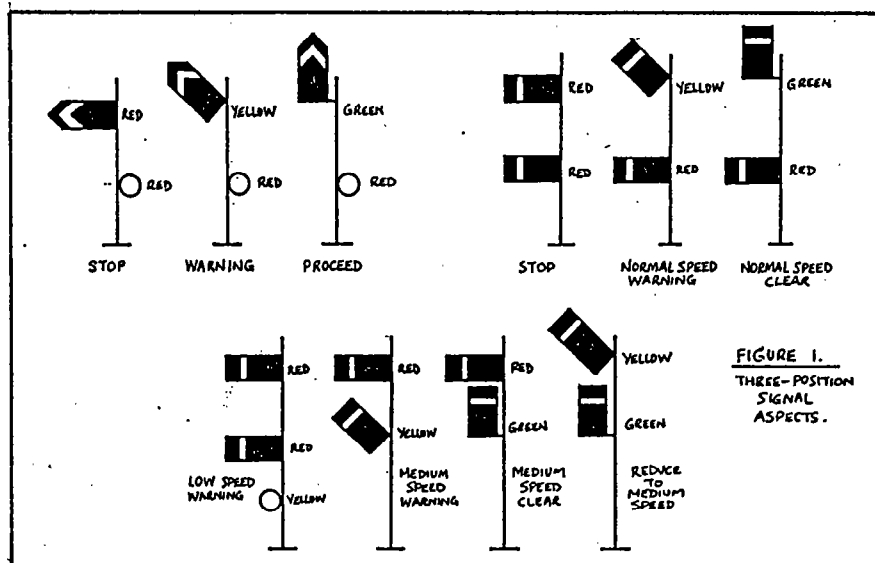 RED
YELLOW
GREEN
RED
RED
RED
STOP
WARNING
PROCEED
RED
YELLOW
GREEN
RED
RED
RED
STOP
NORMAL SPEED
WARNING
NORMAL SPEED
CLEAR
RED
RED
RED
YELLOW
RED
YELLOW
GREEN
GREEN
LOW SPEED
WARNING
YELLOW
MEDIUM
SPEED
WARNING
MEDIUM
SPEED
CLEAR
REDUCE
TO
MEDIUM
SPEED
FIGURE 1.
THREE-POSITION
SIGNAL
ASPECTS.